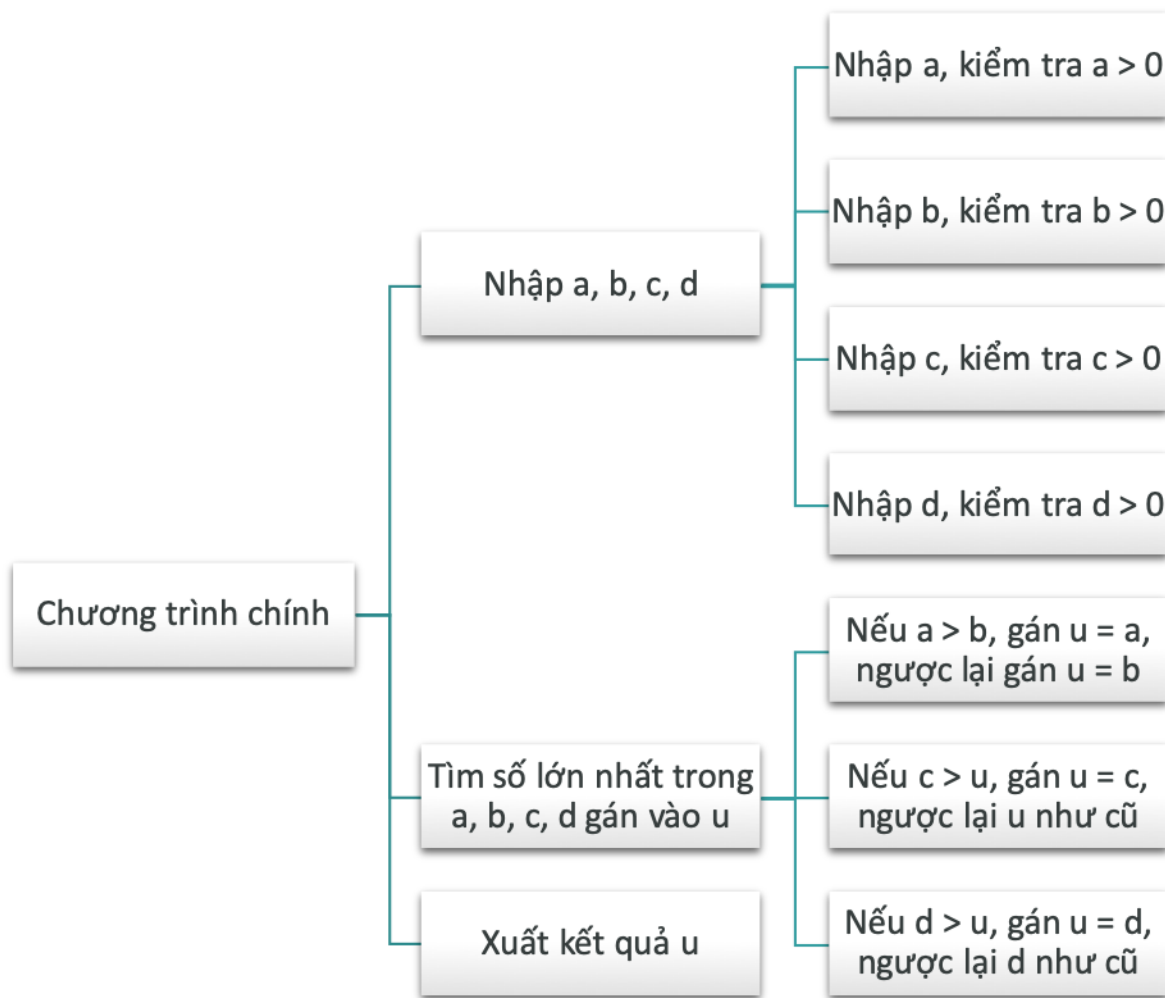 Nhập a, kiểm tra a > 0
Nhập b, kiểm tra b > 0
Nhập a, b, c, d
Nhập c, kiểm tra c > 0
Nhập d, kiểm tra d > 0
Chương trình chính
Nếu a > b, gán u = a,
ngược lại gán u = b
Tìm số lớn nhất trong
a, b, c, d gán vào u
Nếu c > u, gán u = c,
ngược lại u như cũ
Xuất kết quả u
Nếu d > u, gán u = d,
ngược lại d như cũ